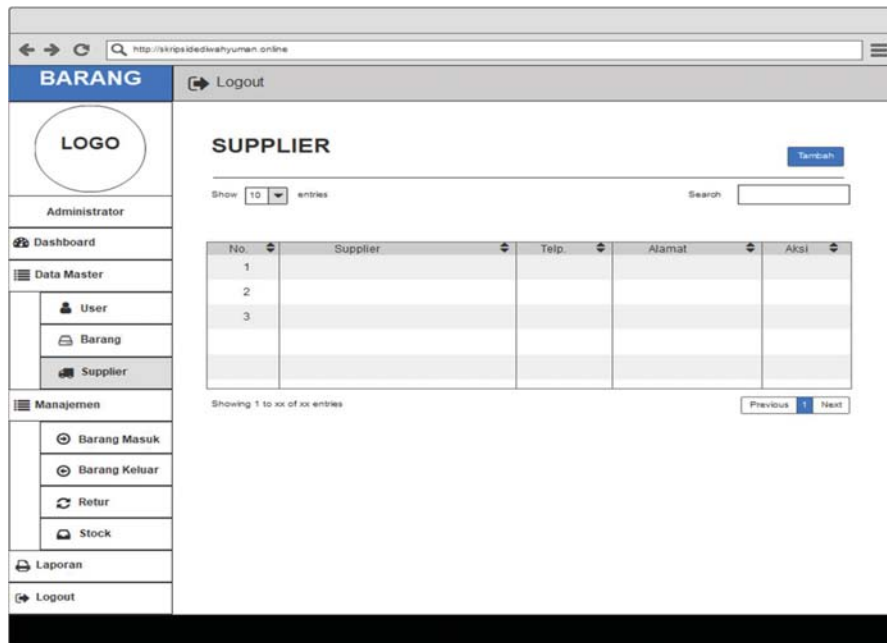 http://skripsidediwahyuman.online
BARANG
Logout
LOGO
Administrator
Dashboard
Data Master
User
Barang
Supplier
Manajemen
Barang Masuk
Barang Keluar
Retur
Stock
Laporan
Logout
SUPPLIER
Tambah
Show 10 entries
Search
No. Supplier Telp. Alamat Aksi
1
2
3
Showing 1 to xx of xx entries
Previous 1 Next